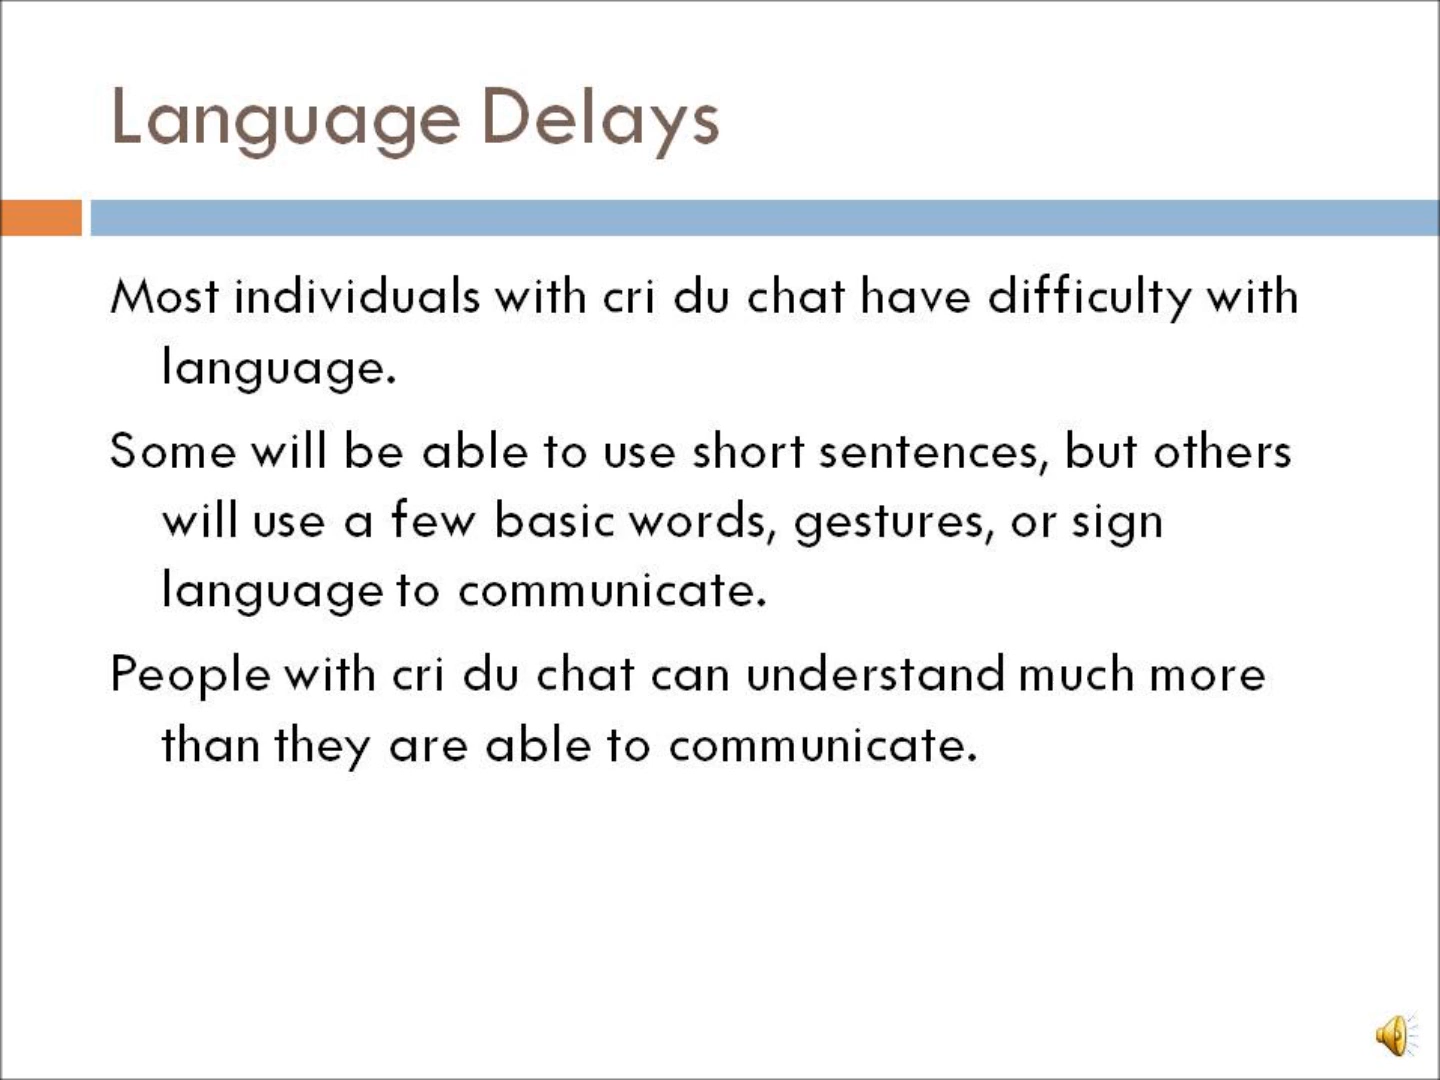 Language Delays
Most individuals with cri du chat have difficulty with
language.
Some will be able to use short sentences, but others
will use a few basic words, gestures, or sign
language to communicate.
People with cri du chat can understand much more
than they are able to communicate.